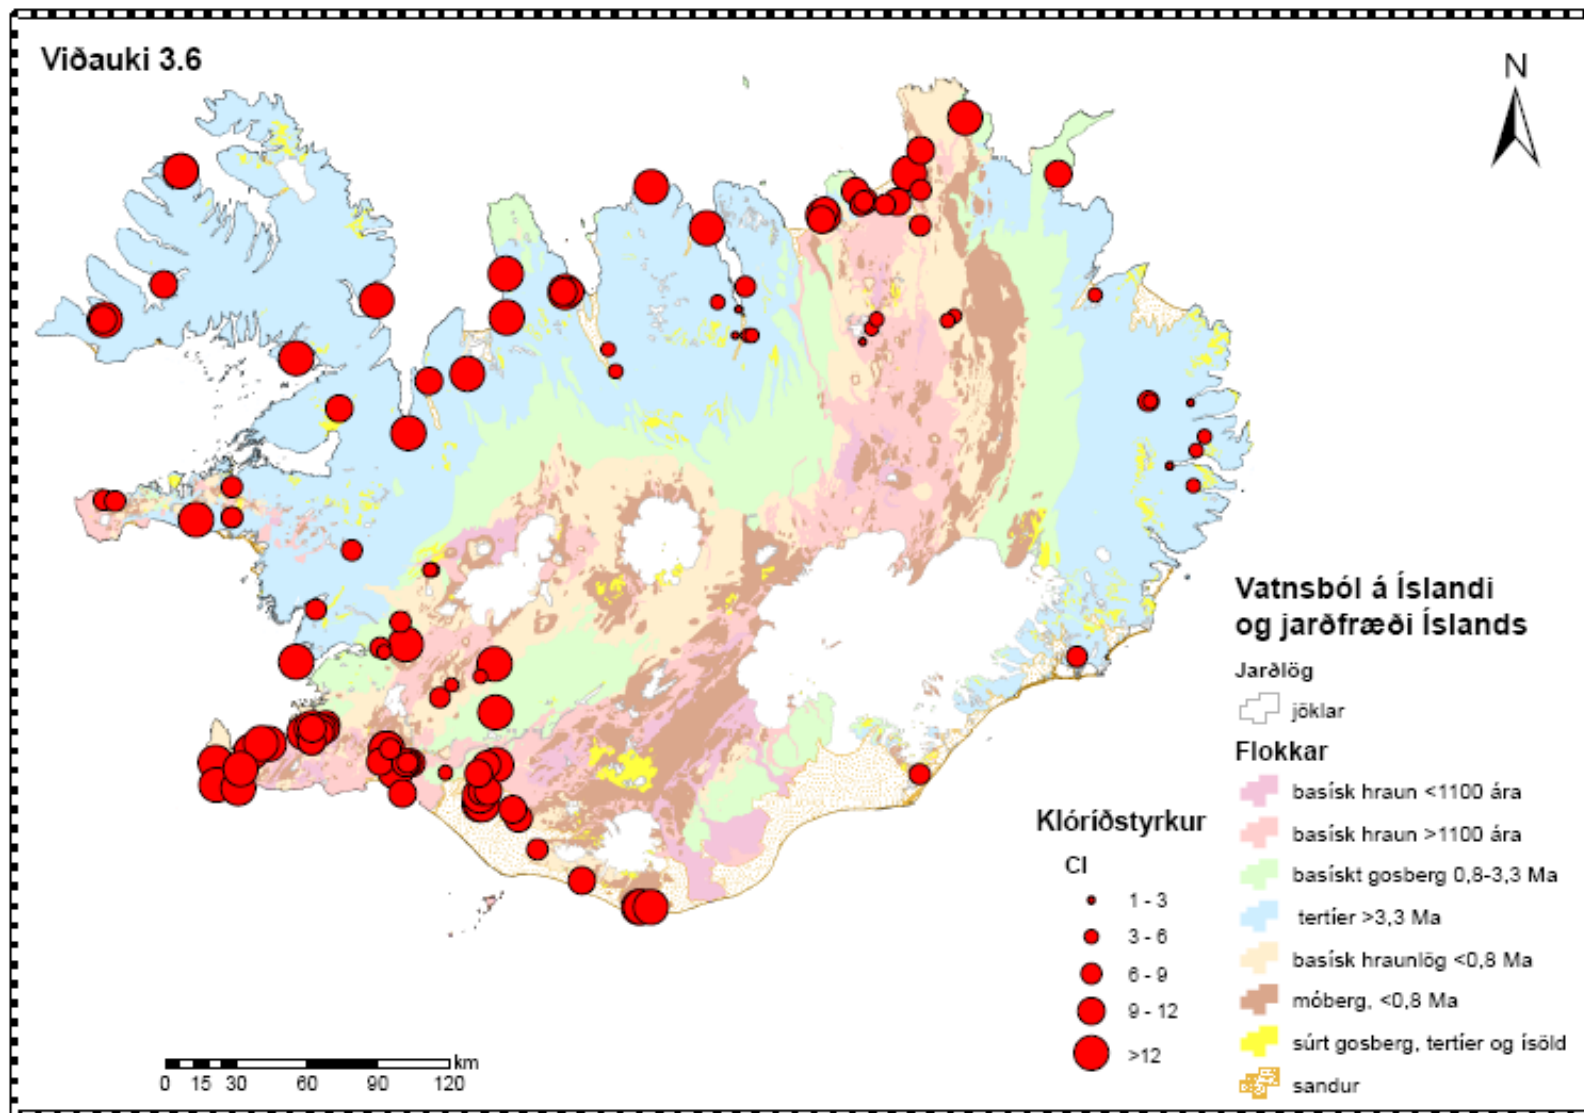 Viðauki 3.6
N
Vatnsból á Íslandi
og jarðfræði Íslands
Jarðlög
jöklar
Flokkar
basísk hraun <1100 ára
basísk hraun >1100 ára
basískt gosberg 0,8-3,3 Ma
tertíer >3,3 Ma
basísk hraunlög <0,8 Ma
móberg, <0,8 Ma
súrt gosberg, tertíer og ísöld
sandur
Klóríðstyrkur
Cl
1 - 3
3 - 6
6 - 9
9 - 12
>12
km
0 15 30 60 90 120